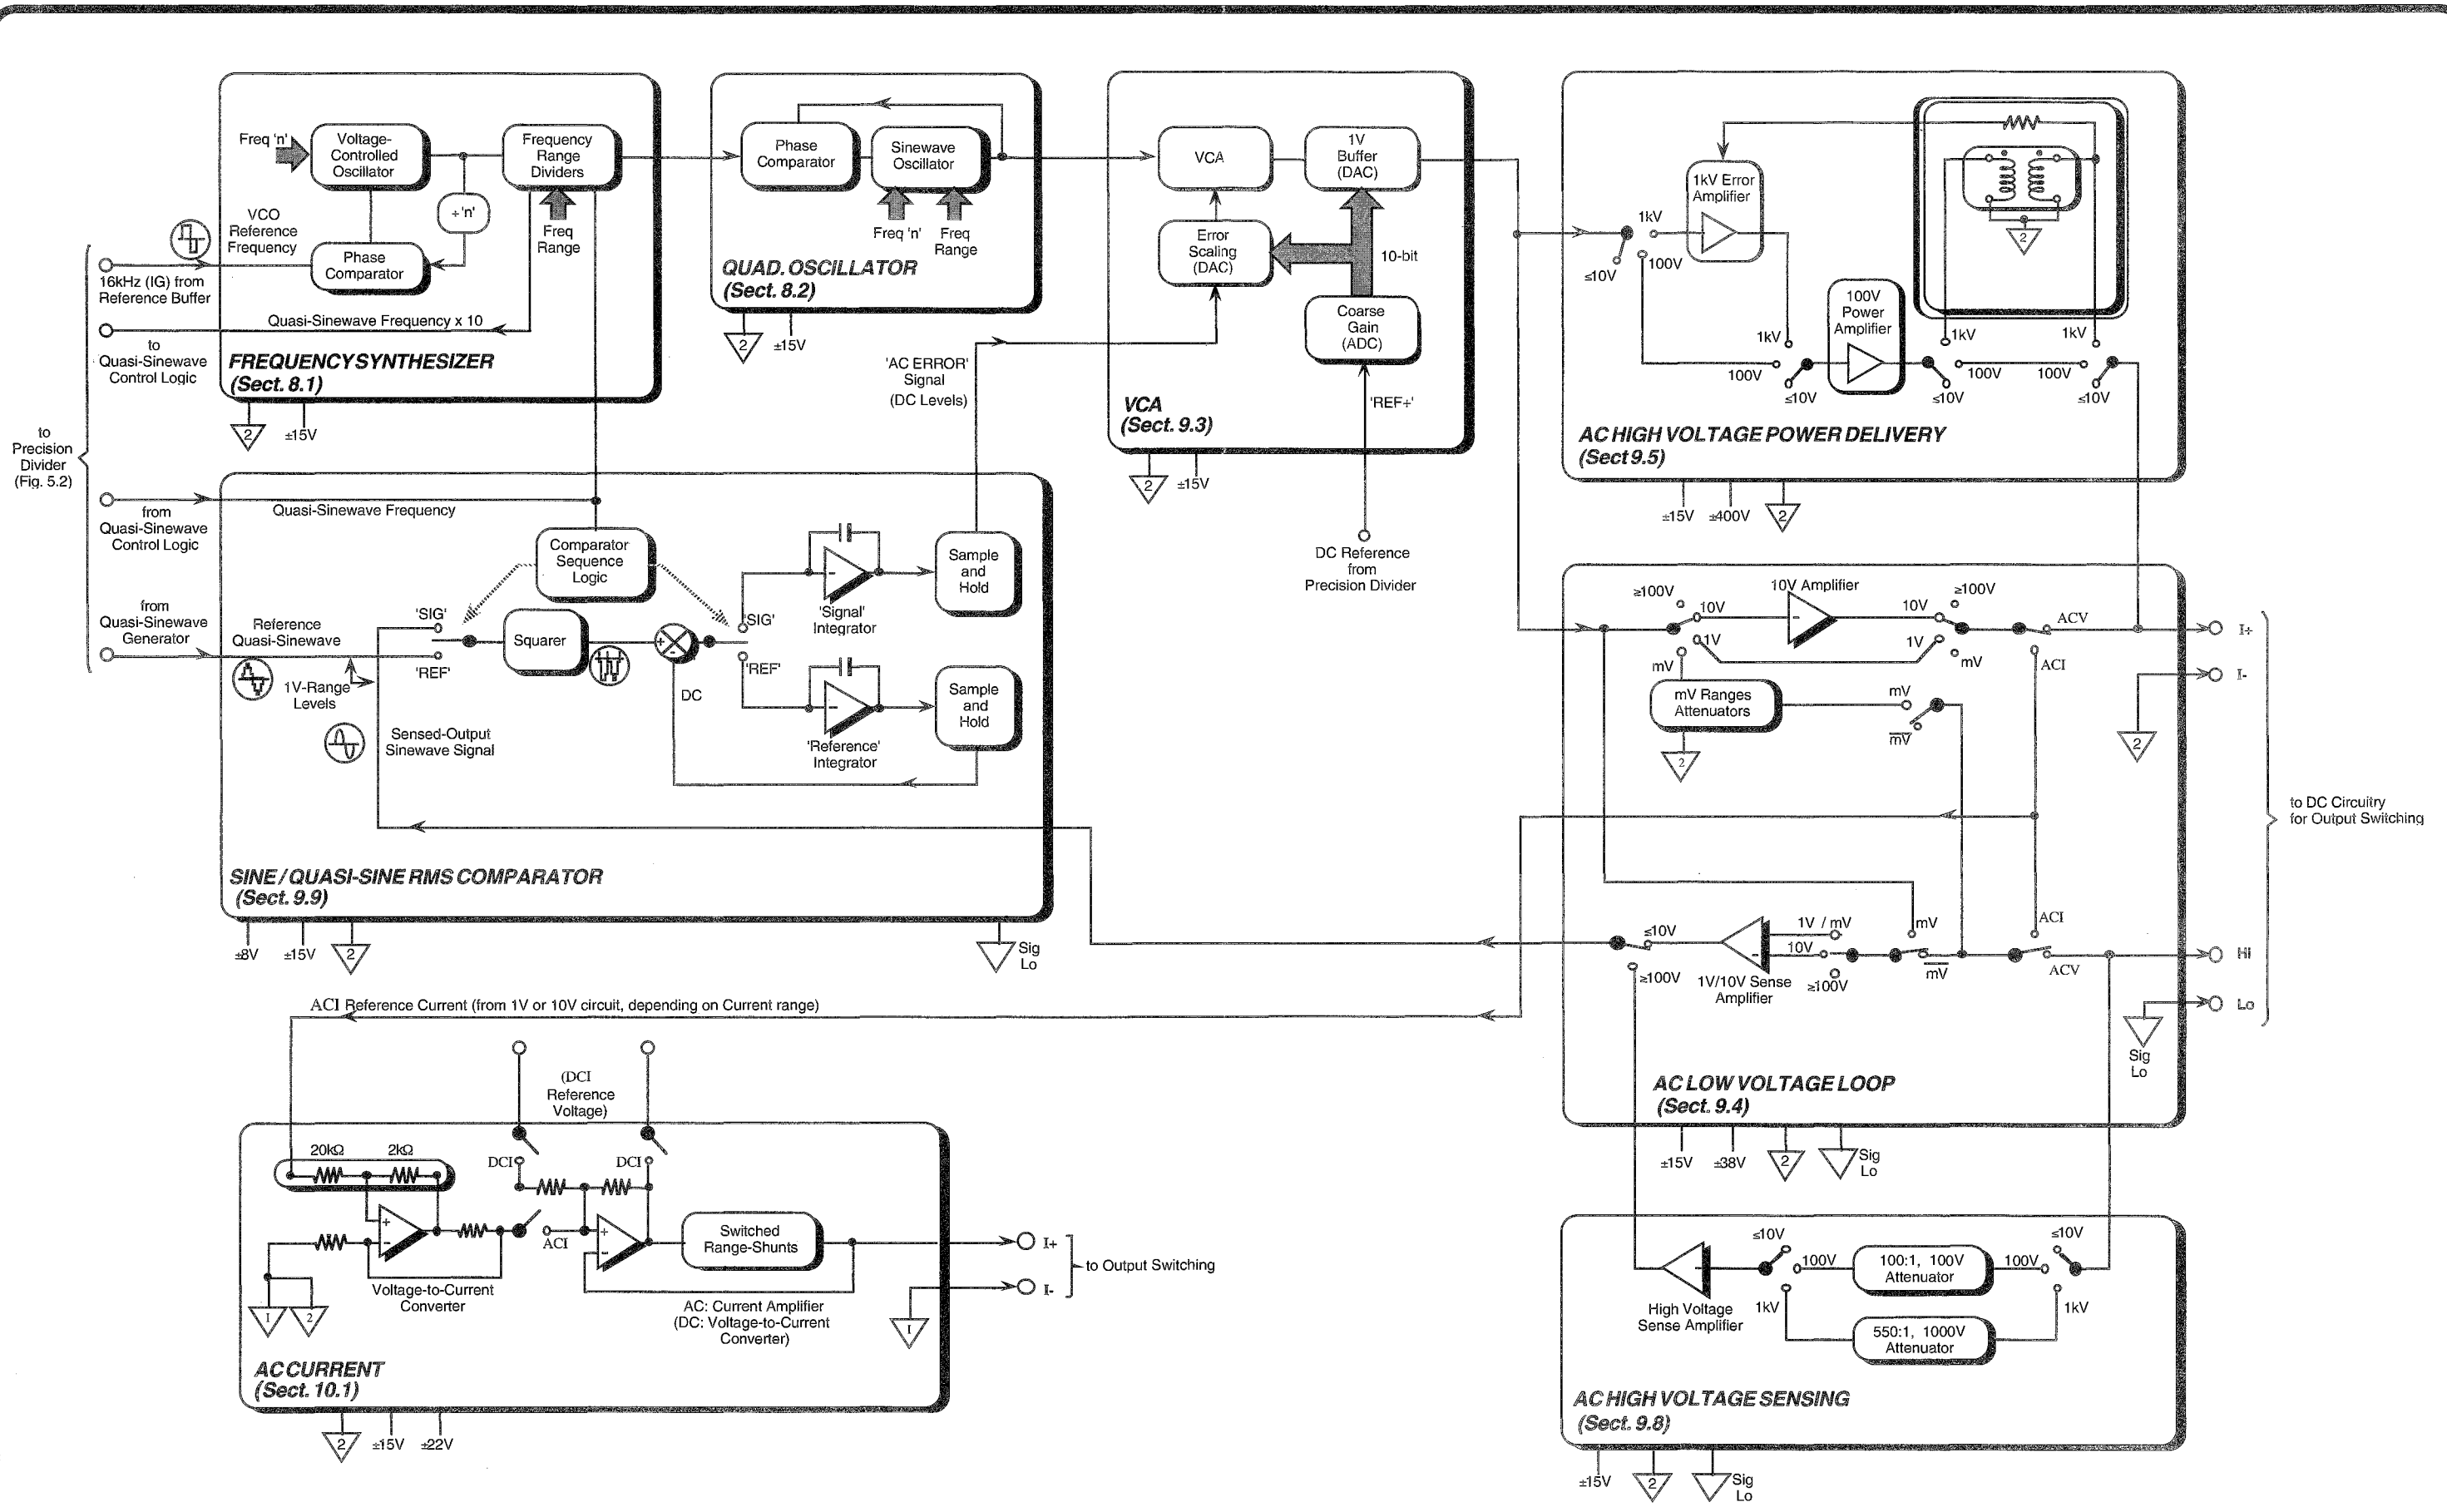 Freq 'n'
Voltage-
Controlled
Oscillator
Frequency
Range
Dividers
÷'n'
VCO
Reference
Frequency
Phase
Comparator
Freq
Range
16kHz (IG) from
Reference Buffer
Quasi-Sinewave Frequency x 10
to
Quasi-Sinewave
Control Logic
FREQUENCY SYNTHESIZER
(Sect. 8.1)
2
±15V
Phase
Comparator
Sinewave
Oscillator
Freq 'n'
Freq
Range
QUAD. OSCILLATOR
(Sect. 8.2)
2
±15V
VCA
1V
Buffer
(DAC)
Error
Scaling
(DAC)
10-bit
Coarse
Gain
(ADC)
'AC ERROR'
Signal
(DC Levels)
'REF+'
VCA
(Sect. 9.3)
2
±15V
DC Reference
from
Precision Divider
1kV Error
Amplifier
1kV
≤10V
100V
2
100V
Power
Amplifier
1kV
100V
≤10V
1kV
100V
≤10V
1kV
100V
≤10V
AC HIGH VOLTAGE POWER DELIVERY
(Sect 9.5)
±15V
±400V
2
to
Precision
Divider
(Fig. 5.2)
from
Quasi-Sinewave
Control Logic
Quasi-Sinewave Frequency
Comparator
Sequence
Logic
from
Quasi-Sinewave
Generator
Reference
Quasi-Sinewave
'SIG'
'REF'
Squarer
+
-
'SIG'
'REF'
-
'Signal'
Integrator
Sample
and
Hold
1V-Range
Levels
DC
-
'Reference'
Integrator
Sample
and
Hold
Sensed-Output
Sinewave Signal
SINE / QUASI-SINE RMS COMPARATOR
(Sect. 9.9)
±8V
±15V
2
Sig
Lo
≥100V
10V
1V
mV
10V Amplifier
-
≥100V
10V
1V
mV
ACV
ACI
I+
I-
2
mV Ranges
Attenuators
mV
mV
2
to DC Circuitry
for Output Switching
≤10V
≥100V
-
1V/10V Sense
Amplifier
1V / mV
10V
≥100V
mV
mV
ACI
ACV
Hi
Lo
Sig
Lo
AC LOW VOLTAGE LOOP
(Sect. 9.4)
±15V
±38V
2
Sig
Lo
ACI Reference Current (from 1V or 10V circuit, depending on Current range)
(DCI
Reference
Voltage)
20kΩ
2kΩ
DCI
DCI
+
-
ACI
+
-
Switched
Range-Shunts
Voltage-to-Current
Converter
1
2
AC: Current Amplifier
(DC: Voltage-to-Current
Converter)
I+
I-
1
to Output Switching
AC CURRENT
(Sect. 10.1)
2
±15V
±22V
High Voltage
Sense Amplifier
≤10V
100V
1kV
100:1, 100V
Attenuator
550:1, 1000V
Attenuator
≤10V
100V
1kV
AC HIGH VOLTAGE SENSING
(Sect. 9.8)
±15V
2
Sig
Lo